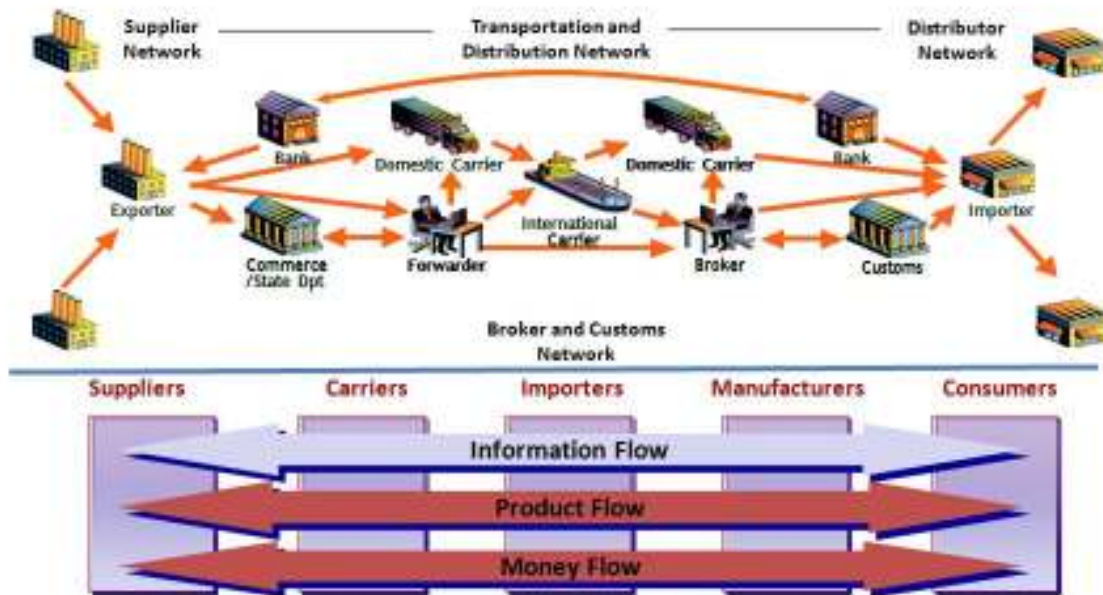 Supplier
Network
Transportation and
Distribution Network
Distributor
Network
Bank
Domestic Carrier
Domestic Carrier
Bank
Exporter
Importer
International
Carrier
Commerce
/State Dpt
Forwarder
Broker
Customs
Broker and Customs
Network
Suppliers
Carriers
Importers
Manufacturers
Consumers
Information Flow
Product Flow
Money Flow